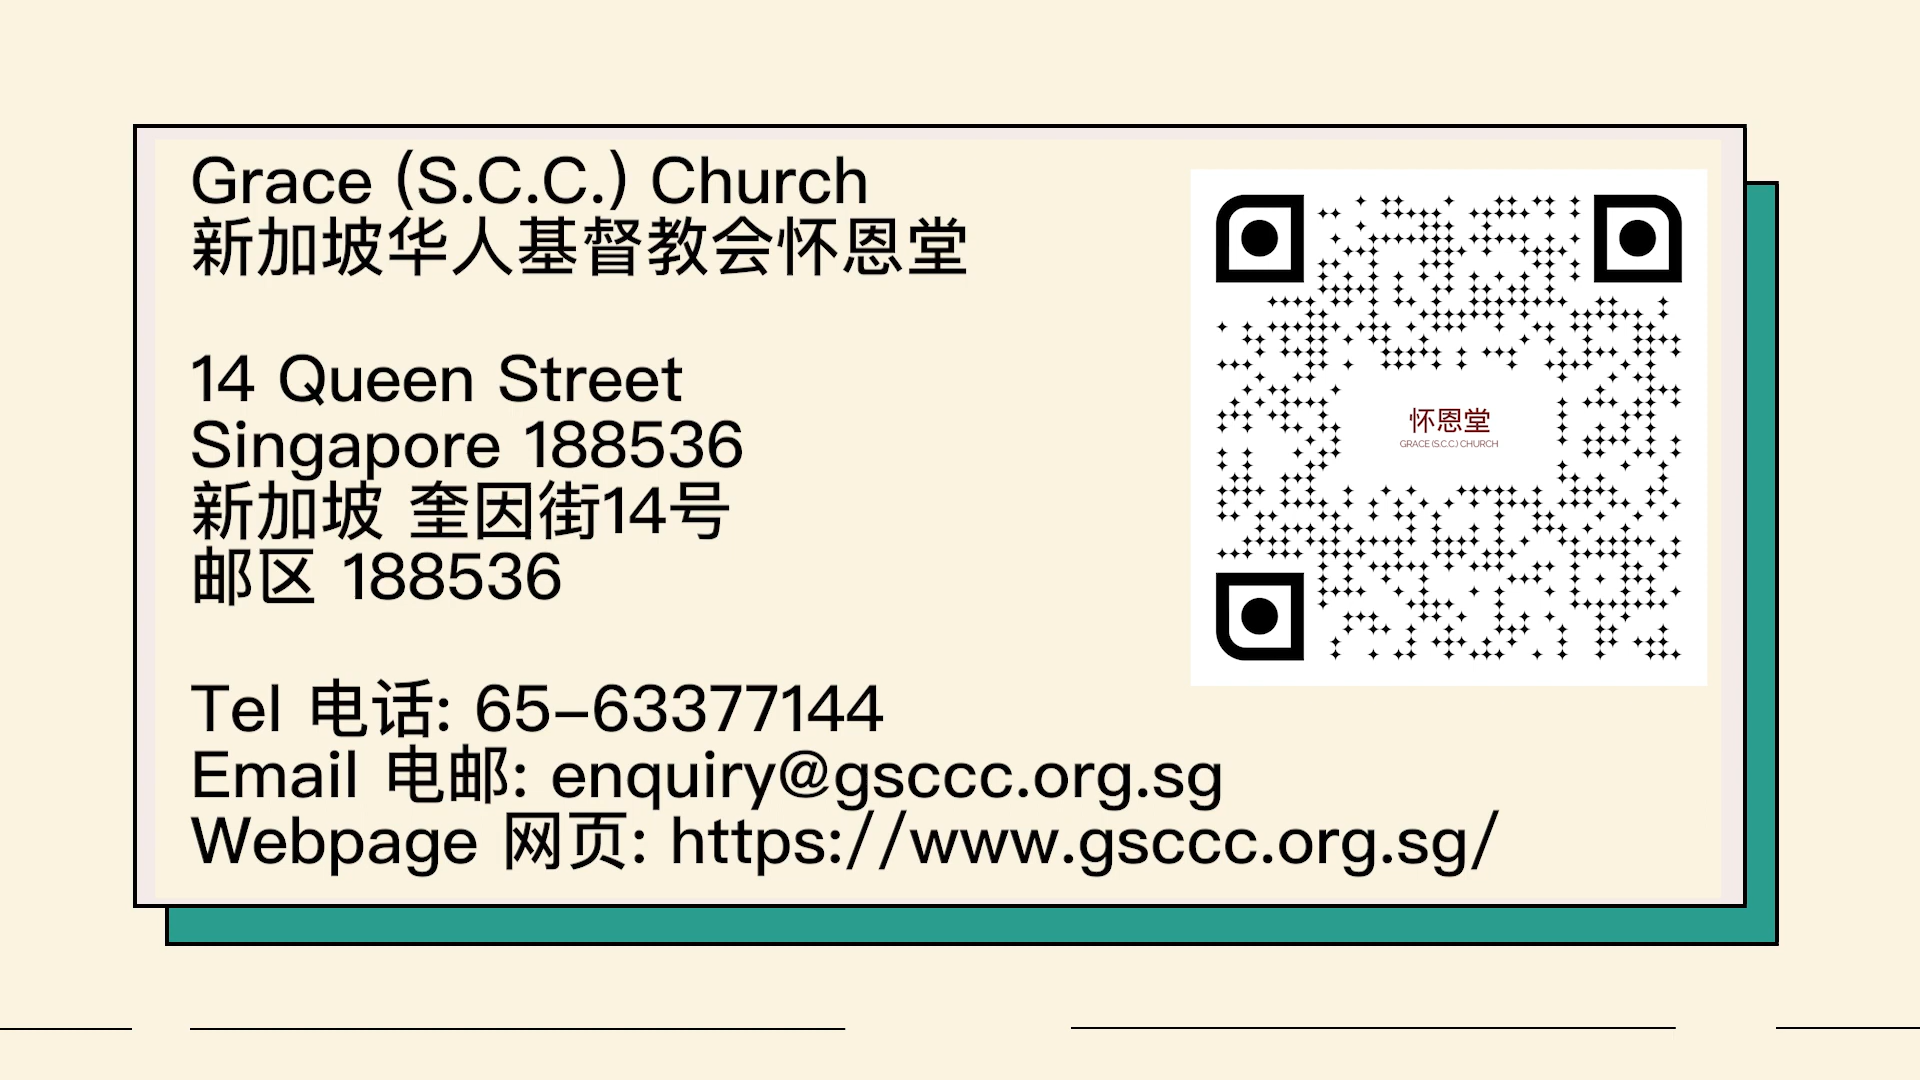 Grace (S.C.C.) Church
新加坡华人基督教会怀恩堂
14 Queen Street
Singapore 188536
新加坡 奎因街14号
邮区 188536
Tel 电话: 65-63377144
Email 电邮: enquiry@gsccc.org.sg
Webpage 网页: https://www.gsccc.org.sg/
怀恩堂
GRACE (S.C.C.) CHURCH